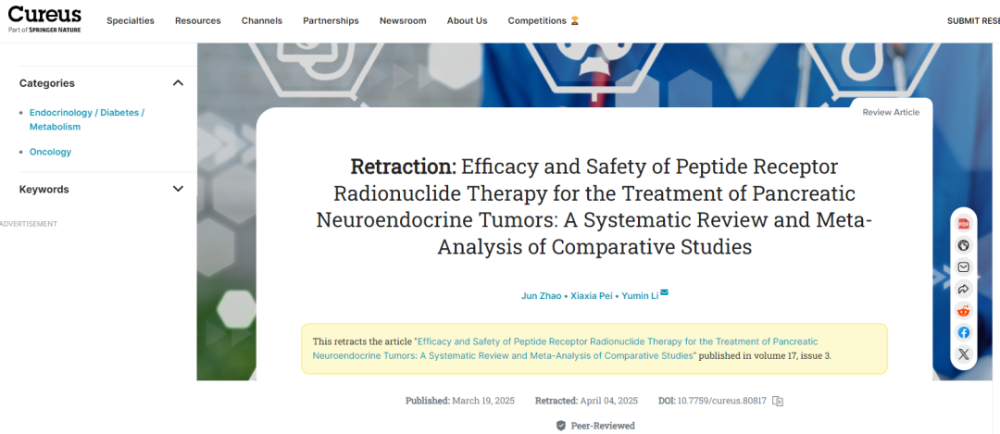 Cureus
Part of SPRINGER NATURE
Specialties Resources Channels Partnerships Newsroom About Us Competitions SUBMIT RESE
Categories
• Endocrinology / Diabetes /
Metabolism
• Oncology
Keywords
ADVERTISEMENT
Review Article
Retraction: Efficacy and Safety of Peptide Receptor
Radionuclide Therapy for the Treatment of Pancreatic
Neuroendocrine Tumors: A Systematic Review and Meta-
Analysis of Comparative Studies
Jun Zhao • Xiaxia Pei • Yumin Li
This retracts the article "Efficacy and Safety of Peptide Receptor Radionuclide Therapy for the Treatment of Pancreatic
Neuroendocrine Tumors: A Systematic Review and Meta-Analysis of Comparative Studies" published in volume 17, issue 3.
PDF
Published: March 19, 2025 Retracted: April 04, 2025 DOI: 10.7759/cureus.80817
Peer-Reviewed